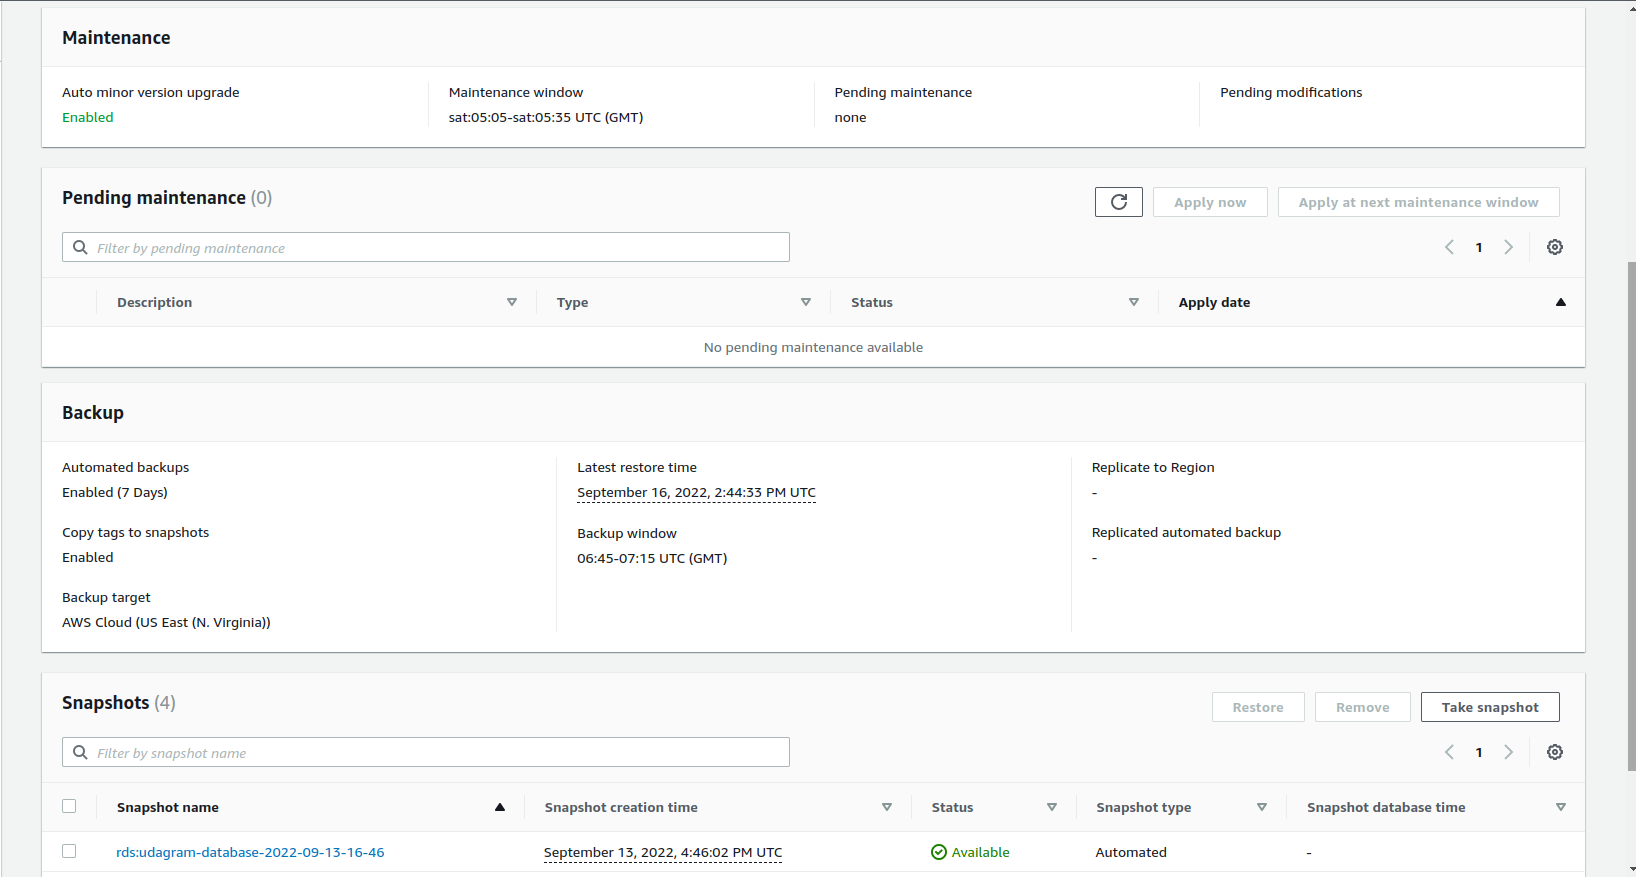 Maintenance
Auto minor version upgrade
Enabled
Maintenance window
sat:05:05-sat:05:35 UTC (GMT)
Pending maintenance
none
Pending modifications
Pending maintenance (0)
Apply now
Apply at next maintenance window
Filter by pending maintenance
1
Description Type Status Apply date
No pending maintenance available
Backup
Automated backups
Enabled (7 Days)
Copy tags to snapshots
Enabled
Backup target
AWS Cloud (US East (N. Virginia))
Latest restore time
September 16, 2022, 2:44:33 PM UTC
Backup window
06:45-07:15 UTC (GMT)
Replicate to Region
-
Replicated automated backup
-
Snapshots (4)
Restore
Remove
Take snapshot
Filter by snapshot name
1
Snapshot name Snapshot creation time Status Snapshot type Snapshot database time
rds:udagram-database-2022-09-13-16-46 September 13, 2022, 4:46:02 PM UTC Available Automated -